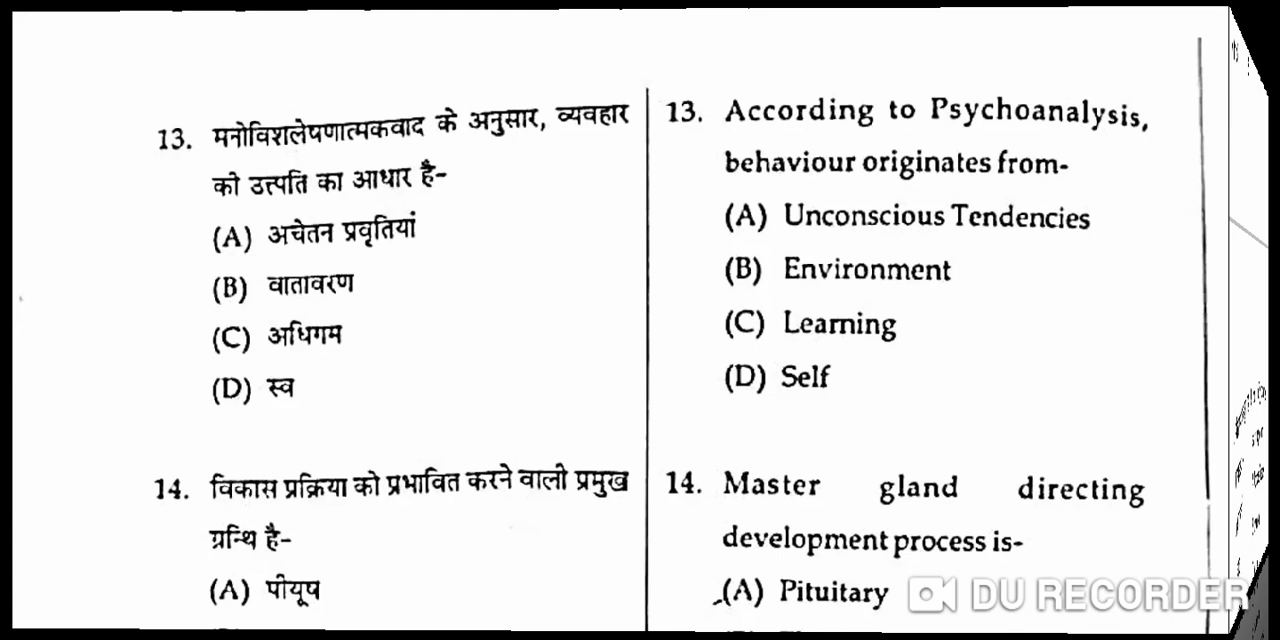 13. मनोविशलेषणात्मकवाद के अनुसार, व्यवहार
को उत्त्पति का आधार है-
(A) अचेतन प्रवृतियां
(B) वातावरण
(C) अधिगम
(D) स्व
14. विकास प्रक्रिया को प्रभावित करने वाली प्रमुख
ग्रन्थि है-
(A) पीयूष
13. According to Psychoanalysis,
behaviour originates from-
(A) Unconscious Tendencies
(B) Environment
(C) Learning
(D) Self
14. Master gland directing
development process is-
(A) Pituitary
DU RECORDER